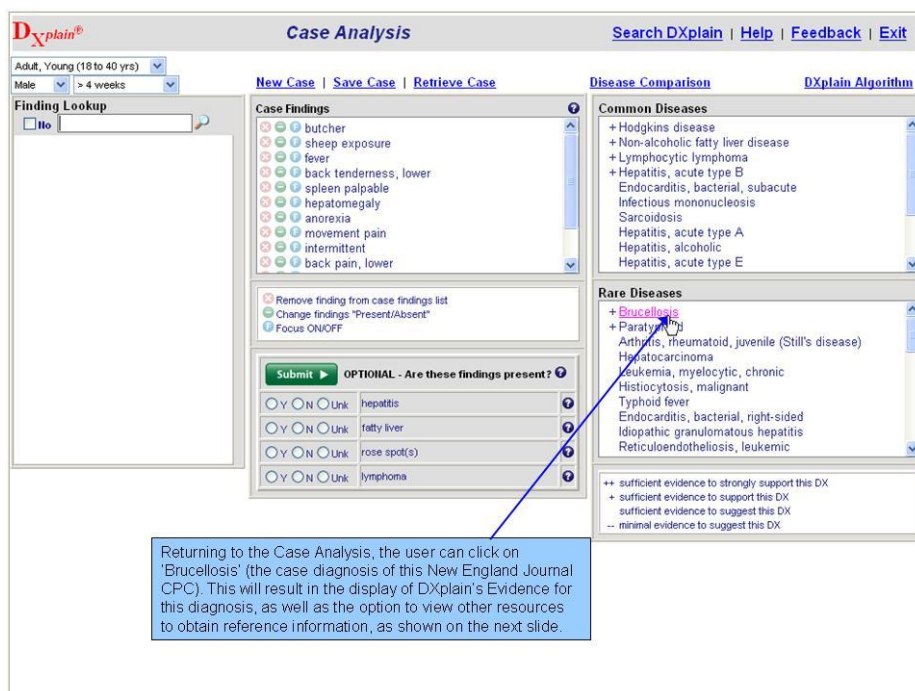 DXplain®
Case Analysis
Search DXplain | Help | Feedback | Exit
Adult, Young (18 to 40 yrs)
Male
> 4 weeks
New Case | Save Case | Retrieve Case
Disease Comparison
DXplain Algorithm
Finding Lookup
No
Case Findings
butcher
sheep exposure
fever
back tenderness, lower
spleen palpable
hepatomegaly
anorexia
movement pain
intermittent
back pain, lower
Remove finding from case findings list
Change findings "Present/Absent"
F Focus ON/OFF
Submit
OPTIONAL - Are these findings present? ?
Y N Unk hepatitis ?
Y N Unk fatty liver ?
Y N Unk rose spot(s) ?
Y N Unk lymphoma ?
Common Diseases
+ Hodgkins disease
+ Non-alcoholic fatty liver disease
+ Lymphocytic lymphoma
+ Hepatitis, acute type B
Endocarditis, bacterial, subacute
Infectious mononucleosis
Sarcoidosis
Hepatitis, acute type A
Hepatitis, alcoholic
Hepatitis, acute type E
Rare Diseases
+ Brucellosis
+ Paratyphoid
Arthritis, rheumatoid, juvenile (Still's disease)
Hepatocarcinoma
Leukemia, myelocytic, chronic
Histiocytosis, malignant
Typhoid fever
Endocarditis, bacterial, right-sided
Idiopathic granulomatous hepatitis
Reticuloendotheliosis, leukemic
++ sufficient evidence to strongly support this DX
+ sufficient evidence to support this DX
sufficient evidence to suggest this DX
-- minimal evidence to suggest this DX
Returning to the Case Analysis, the user can click on
'Brucellosis' (the case diagnosis of this New England Journal
CPC). This will result in the display of DXplain's Evidence for
this diagnosis, as well as the option to view other resources
to obtain reference information, as shown on the next slide.